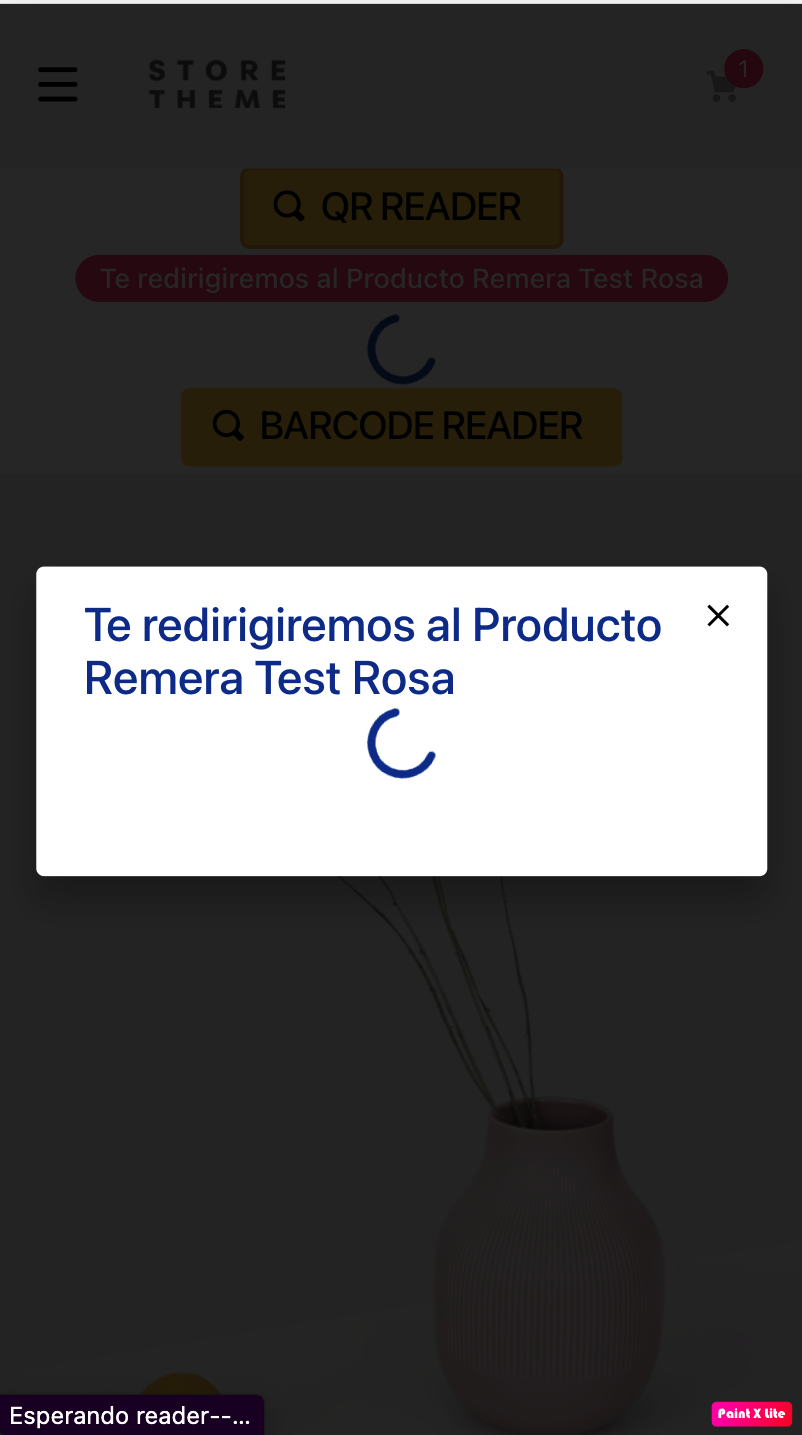 STORE
THEME
1
QR READER
Te redirigiremos al Producto Remera Test Rosa
BARCODE READER
Te redirigiremos al Producto
Remera Test Rosa
Esperando reader--...
Paint X Lite